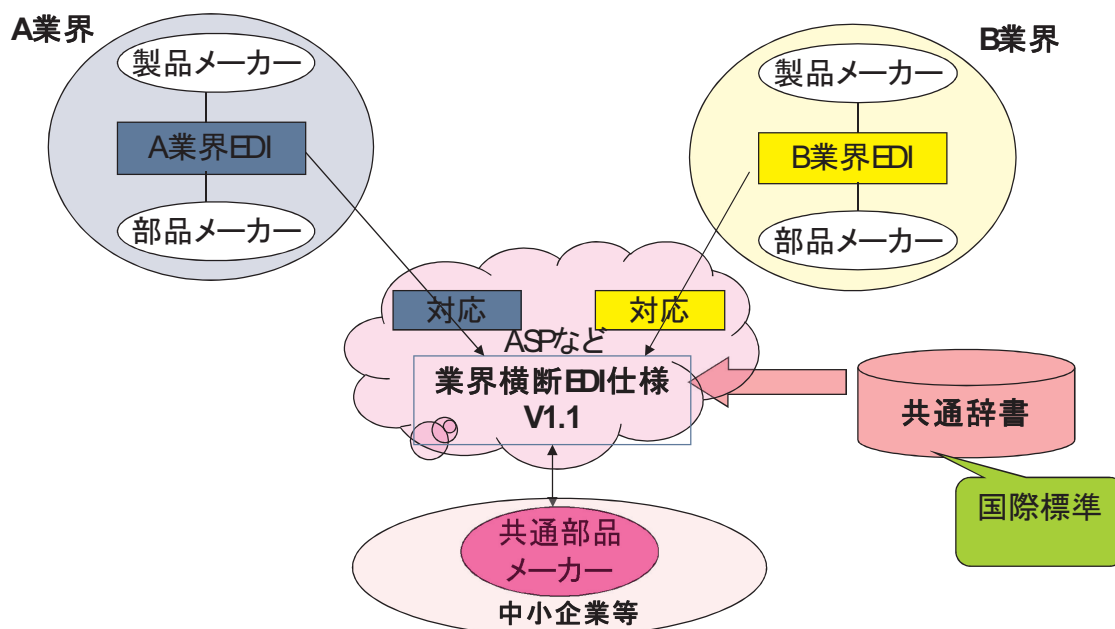 A業界
製品メーカー
A業界EDI
部品メーカー
B業界
製品メーカー
B業界EDI
部品メーカー
対応
対応
ASPなど
業界横断EDI仕様
V1.1
共通辞書
国際標準
共通部品
メーカー
中小企業等